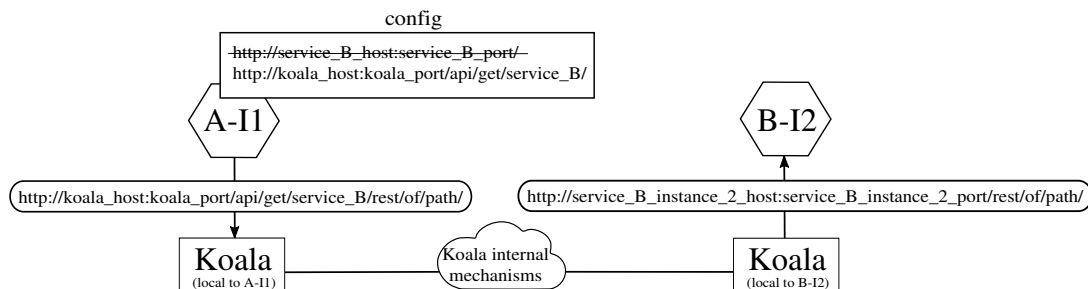 config
http://service_B_host:service_B_port/
http://koala_host:koala_port/api/get/service_B/
A-I1
B-I2
http://koala_host:koala_port/api/get/service_B/rest/of/path/
http://service_B_instance_2_host:service_B_instance_2_port/rest/of/path/
Koala
(local to A-I1)
Koala internal
mechanisms
Koala
(local to B-I2)